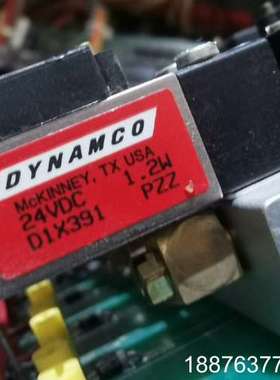 DYNAMCO
McKINNEY, TX USA
24VDC 1.2W
D1X391 PZZ
18876377